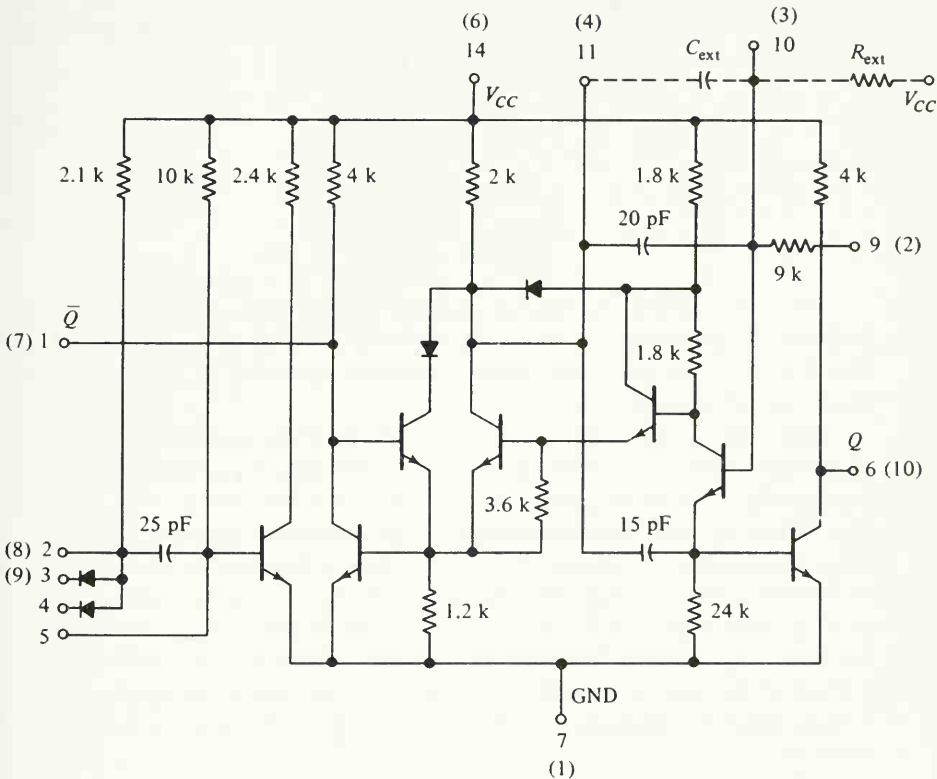 (6)
14
V_CC
(4)
11
C_ext
(3)
10
R_ext
V_CC
2.1 k
10 k
2.4 k
4 k
2 k
1.8 k
4 k
20 pF
9 (2)
9 k
Q̅
(7) 1
1.8 k
Q
6 (10)
3.6 k
25 pF
15 pF
(8) 2
(9) 3
4
5
1.2 k
24 k
GND
7
(1)